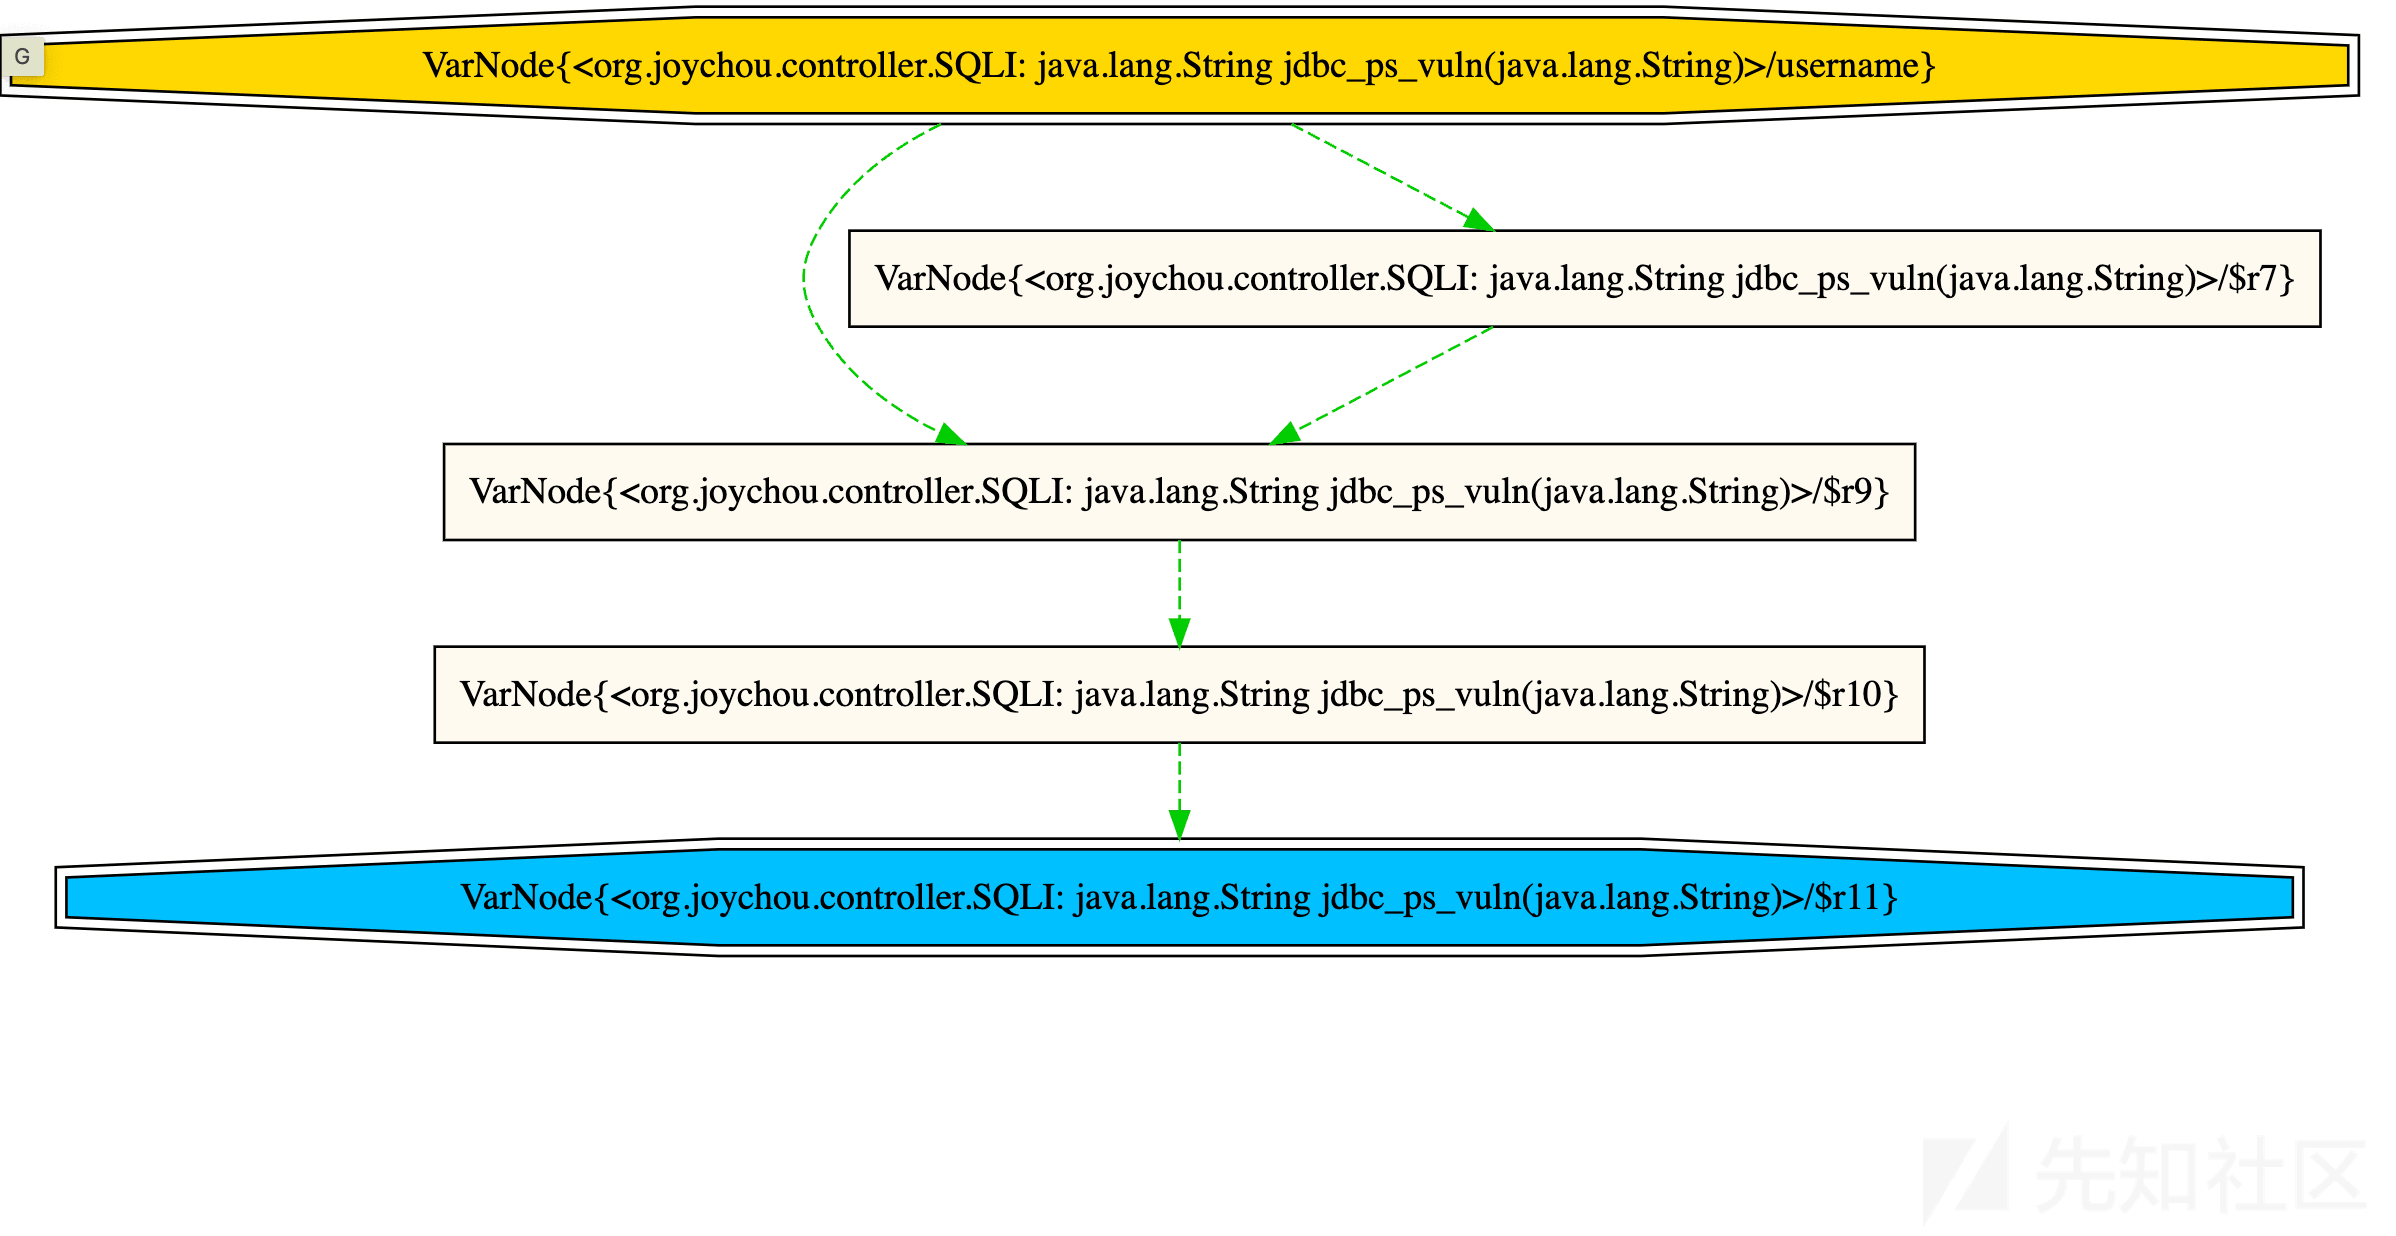 G
VarNode{<org.joychou.controller.SQLI: java.lang.String jdbc_ps_vuln(java.lang.String)>/username}
VarNode{<org.joychou.controller.SQLI: java.lang.String jdbc_ps_vuln(java.lang.String)>/$r7}
VarNode{<org.joychou.controller.SQLI: java.lang.String jdbc_ps_vuln(java.lang.String)>/$r9}
VarNode{<org.joychou.controller.SQLI: java.lang.String jdbc_ps_vuln(java.lang.String)>/$r10}
VarNode{<org.joychou.controller.SQLI: java.lang.String jdbc_ps_vuln(java.lang.String)>/$r11}
先知社区